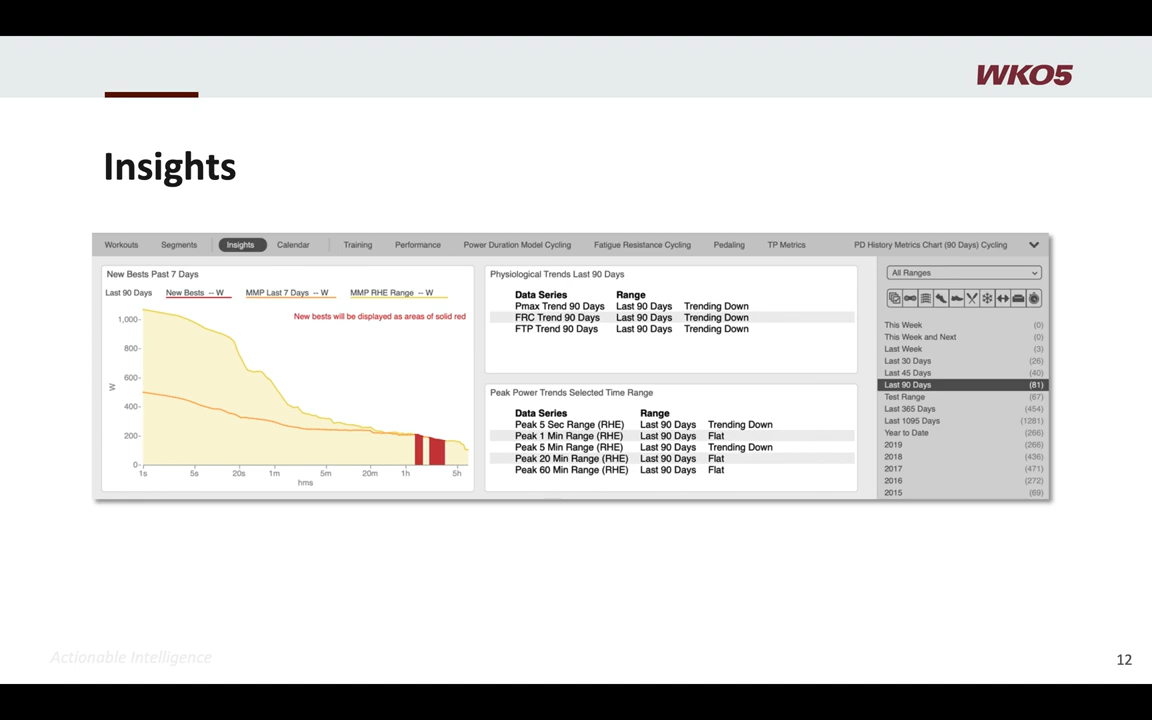 WKO5
Insights
Workouts Segments Insights Calendar Training Performance Power Duration Model Cycling Fatigue Resistance Cycling Pedaling TP Metrics PD History Metrics Chart (90 Days) Cycling
New Bests Past 7 Days
Last 90 Days New Bests -- W MMP Last 7 Days -- W MMP RHE Range -- W
New bests will be displayed as areas of solid red
1,000-
800-
600-
W
400-
200-
0-
1s 5s 20s 1m 5m 20m 1h 5h
hms
Physiological Trends Last 90 Days
Data Series Range
Pmax Trend 90 Days Last 90 Days Trending Down
FRC Trend 90 Days Last 90 Days Trending Down
FTP Trend 90 Days Last 90 Days Trending Down
Peak Power Trends Selected Time Range
Data Series Range
Peak 5 Sec Range (RHE) Last 90 Days Trending Down
Peak 1 Min Range (RHE) Last 90 Days Flat
Peak 5 Min Range (RHE) Last 90 Days Trending Down
Peak 20 Min Range (RHE) Last 90 Days Flat
Peak 60 Min Range (RHE) Last 90 Days Flat
All Ranges
This Week (0)
This Week and Next (0)
Last Week (3)
Last 30 Days (26)
Last 45 Days (40)
Last 90 Days (81)
Test Range (67)
Last 365 Days (454)
Last 1095 Days (1281)
Year to Date (266)
2019 (266)
2018 (436)
2017 (471)
2016 (272)
2015 (69)
Actionable Intelligence
12